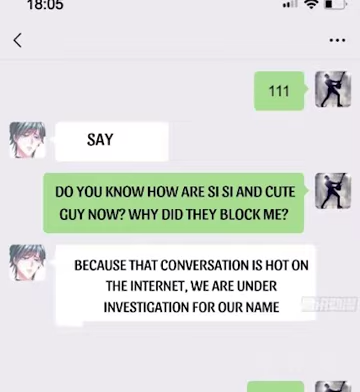 18:05
111
SAY
DO YOU KNOW HOW ARE SI SI AND CUTE
GUY NOW? WHY DID THEY BLOCK ME?
BECAUSE THAT CONVERSATION IS HOT ON
THE INTERNET, WE ARE UNDER
INVESTIGATION FOR OUR NAME